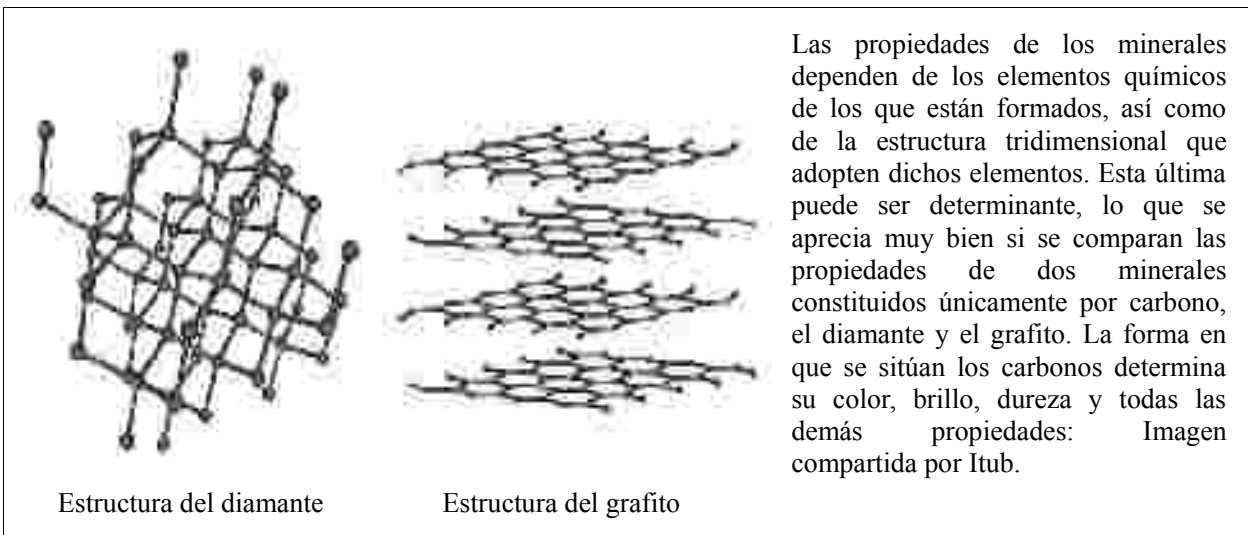 Las propiedades de los minerales
dependen de los elementos químicos
de los que están formados, así como
de la estructura tridimensional que
adopten dichos elementos. Esta última
puede ser determinante, lo que se
aprecia muy bien si se comparan las
propiedades de dos minerales
constituidos únicamente por carbono,
el diamante y el grafito. La forma en
que se sitúan los carbonos determina
su color, brillo, dureza y todas las
demás propiedades: Imagen
compartida por Itub.
Estructura del diamante
Estructura del grafito